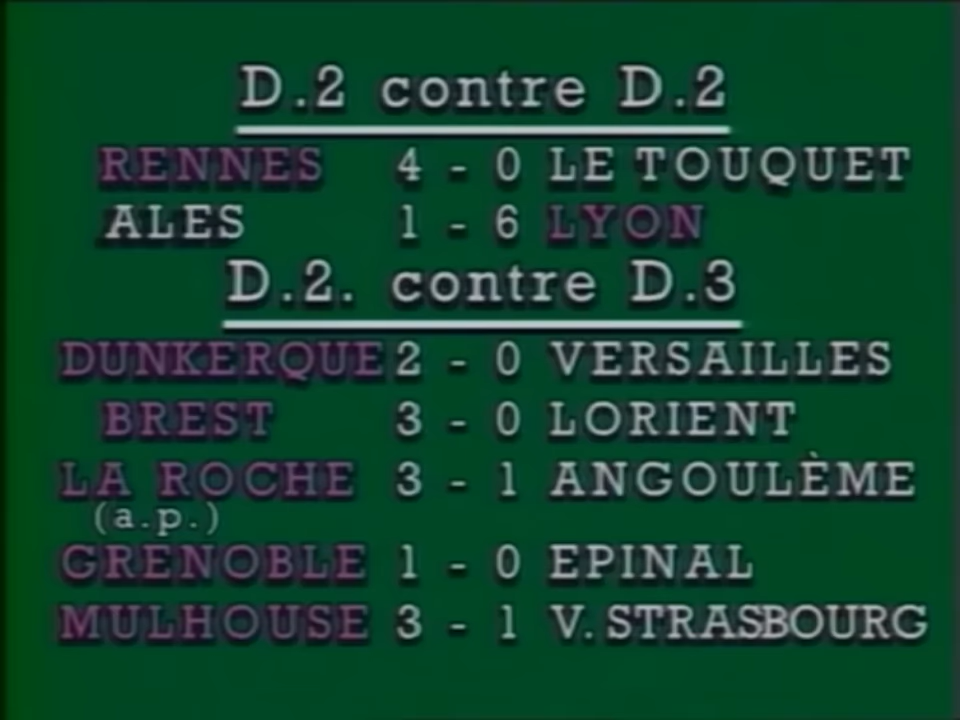 D.2 contre D.2
RENNES 4 - 0 LE TOUQUET
ALES 1 - 6 LYON
D.2. contre D.3
DUNKERQUE 2 - 0 VERSAILLES
BREST 3 - 0 LORIENT
LA ROCHE 3 - 1 ANGOULÈME
(a.p.)
GRENOBLE 1 - 0 EPINAL
MULHOUSE 3 - 1 V. STRASBOURG